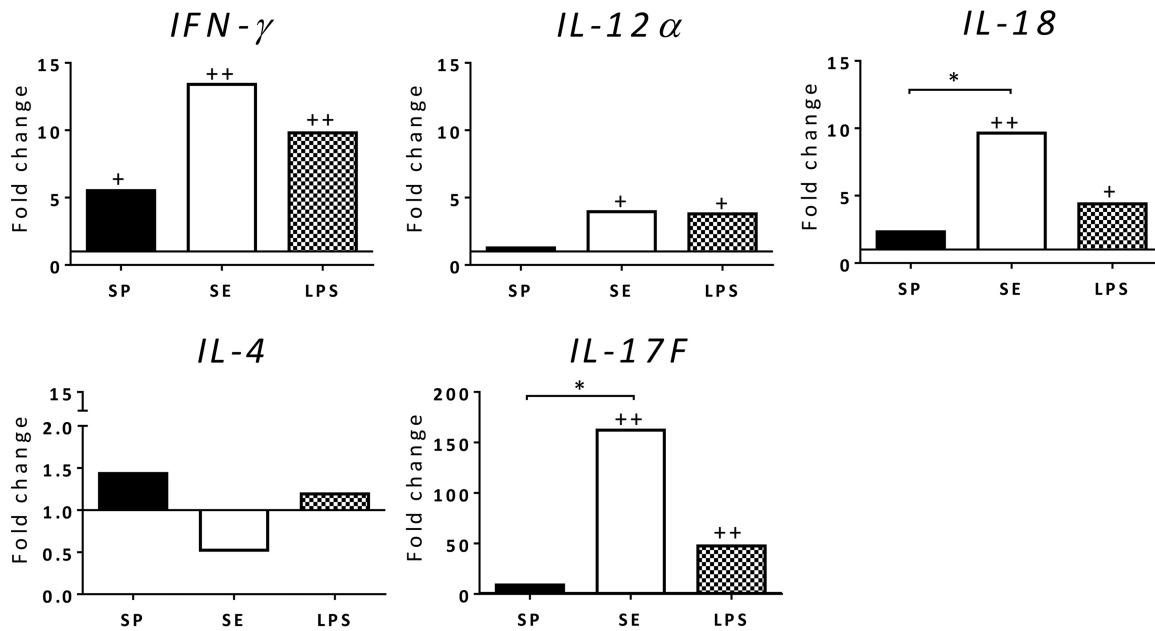 IFN-γ
Fold change
15
10
5
0
+
++
++
SP SE LPS
IL-12α
Fold change
15
10
5
0
+
+
SP SE LPS
IL-18
Fold change
15
10
5
0
*
++
+
SP SE LPS
IL-4
Fold change
15
2.0
1.5
1.0
0.5
0.0
SP SE LPS
IL-17F
Fold change
200
150
100
50
0
*
++
++
SP SE LPS